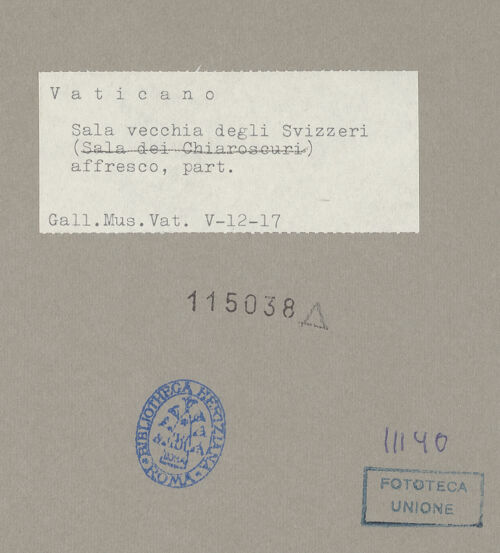 Vaticano
Sala vecchia degli Svizzeri
(Sala dei Chiaroscuri)
affresco, part.
Gall.Mus.Vat. V-12-17
115038
BIBLIOTHECA HERTZIANA
ROMA
11140
FOTOTECA
UNIONE